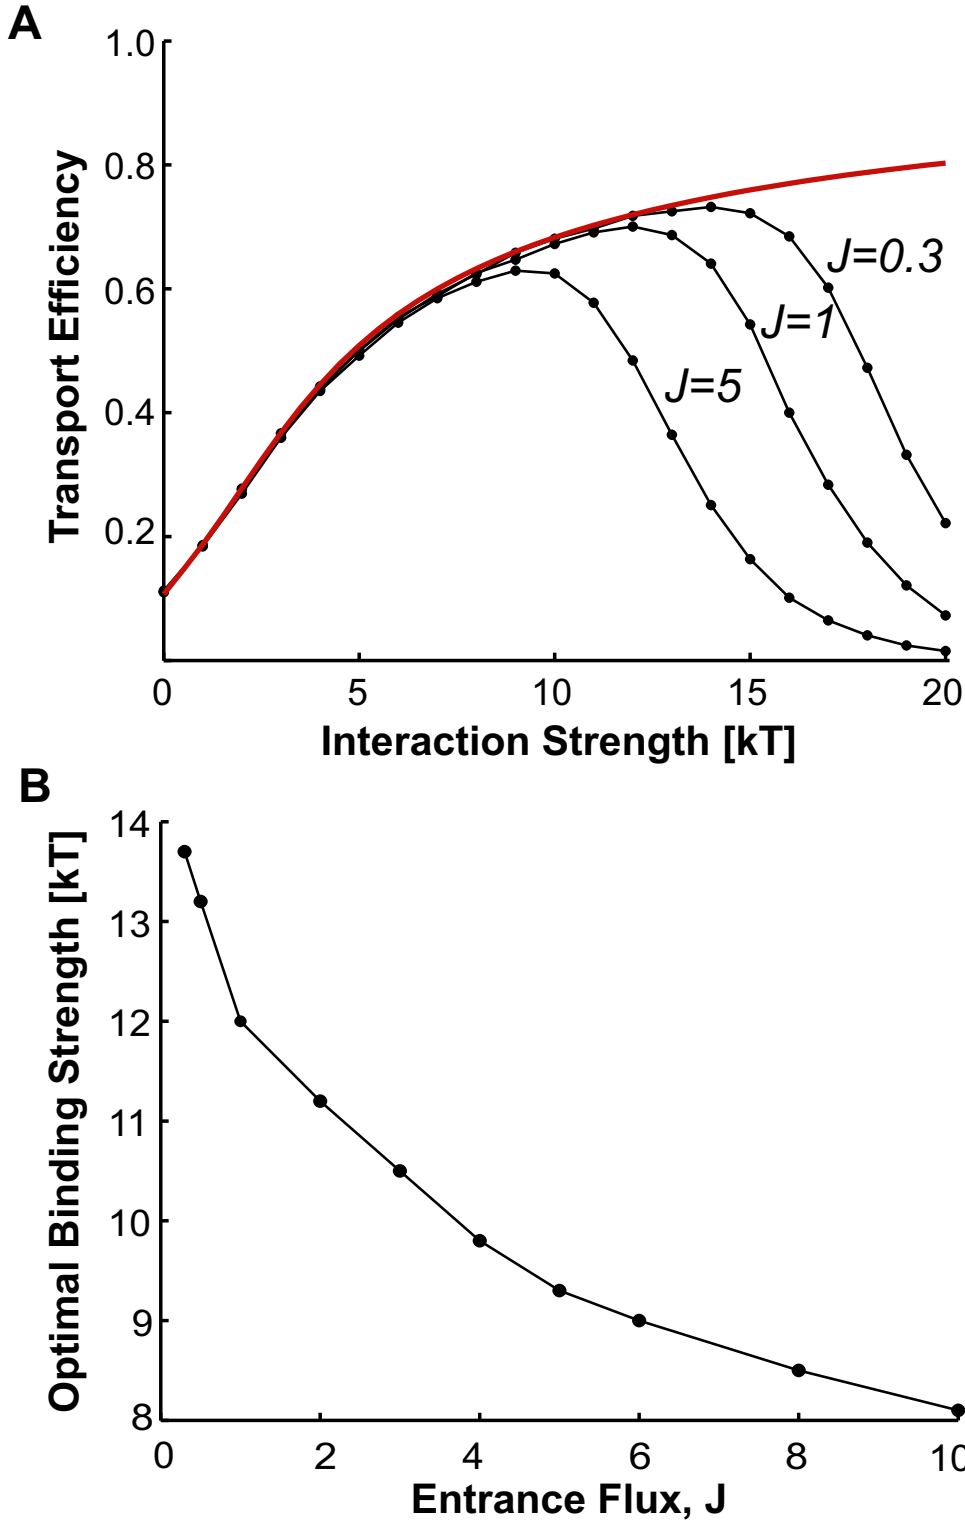 A
1.0
0.8
0.6
0.4
0.2
Transport Efficiency
J=0.3
J=1
J=5
0 5 10 15 20
Interaction Strength [kT]
B
14
13
12
11
10
9
8
Optimal Binding Strength [kT]
0 2 4 6 8 10
Entrance Flux, J